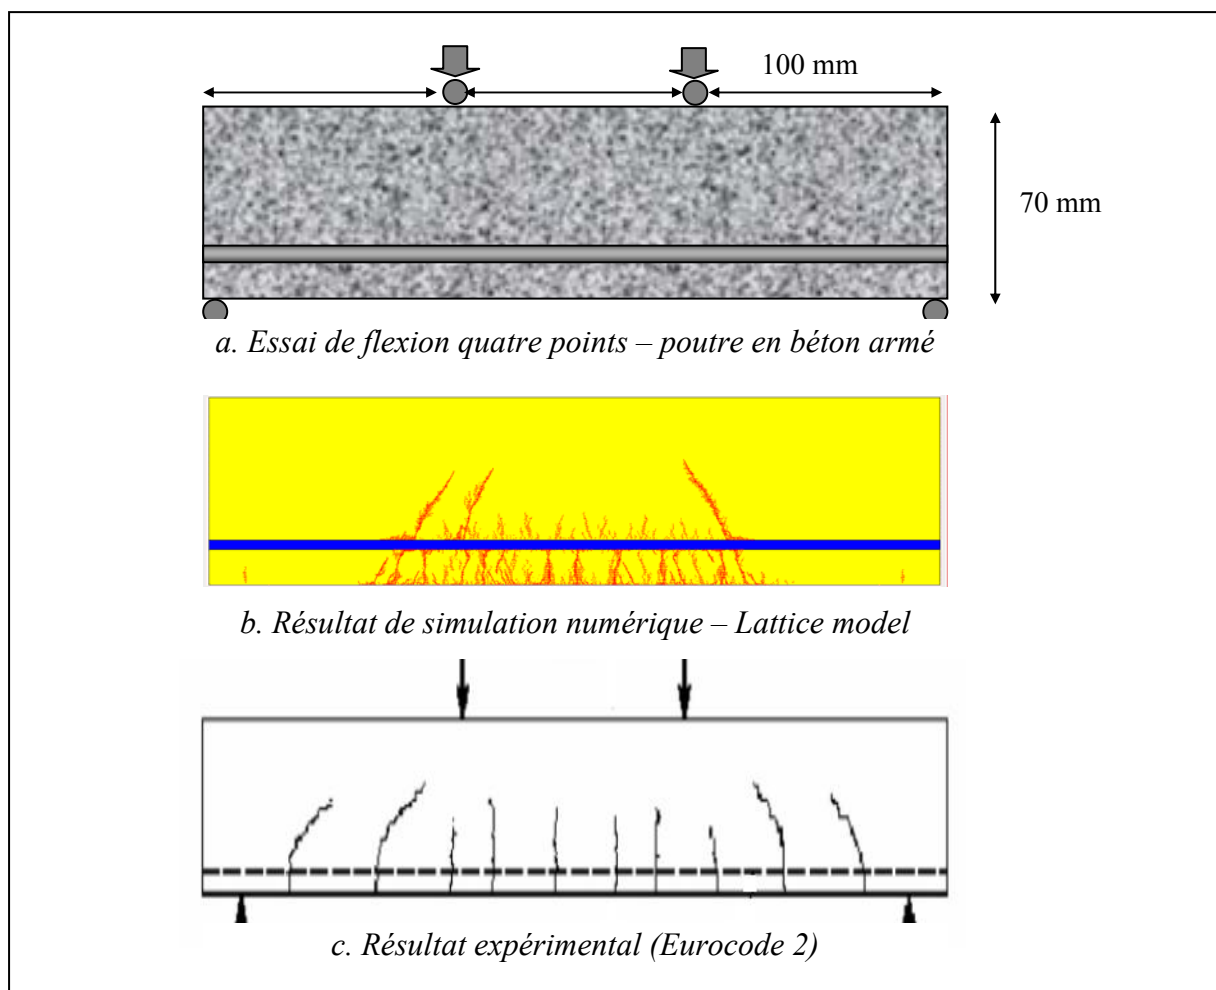 100 mm
70 mm
a. Essai de flexion quatre points – poutre en béton armé
b. Résultat de simulation numérique – Lattice model
c. Résultat expérimental (Eurocode 2)